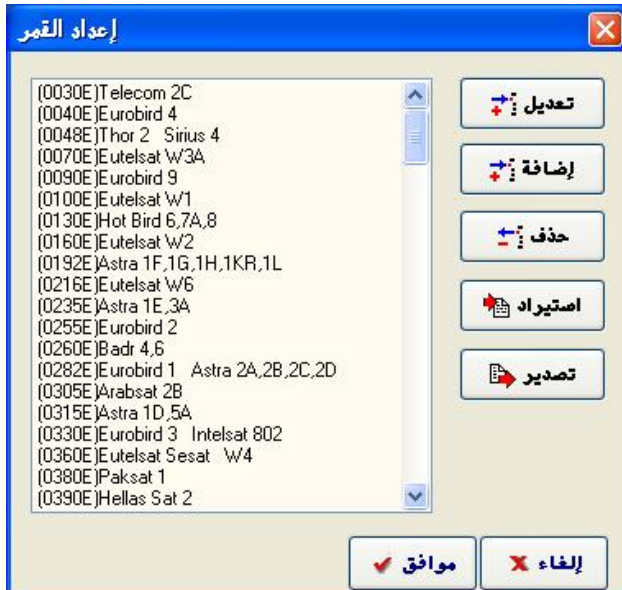 إعداد القمر
(0030E)Telecom 2C
(0040E)Eurobird 4
(0048E)Thor 2   Sirius 4
(0070E)Eutelsat W3A
(0090E)Eurobird 9
(0100E)Eutelsat W1
(0130E)Hot Bird 6,7A,8
(0160E)Eutelsat W2
(0192E)Astra 1F,1G,1H,1KR,1L
(0216E)Eutelsat W6
(0235E)Astra 1E,3A
(0255E)Eurobird 2
(0260E)Badr 4,6
(0282E)Eurobird 1   Astra 2A,2B,2C,2D
(0305E)Arabsat 2B
(0315E)Astra 1D,5A
(0330E)Eurobird 3   Intelsat 802
(0360E)Eutelsat Sesat   W4
(0380E)Paksat 1
(0390E)Hellas Sat 2
تعديل
إضافة
حذف
استيراد
تصدير
موافق
إلغاء